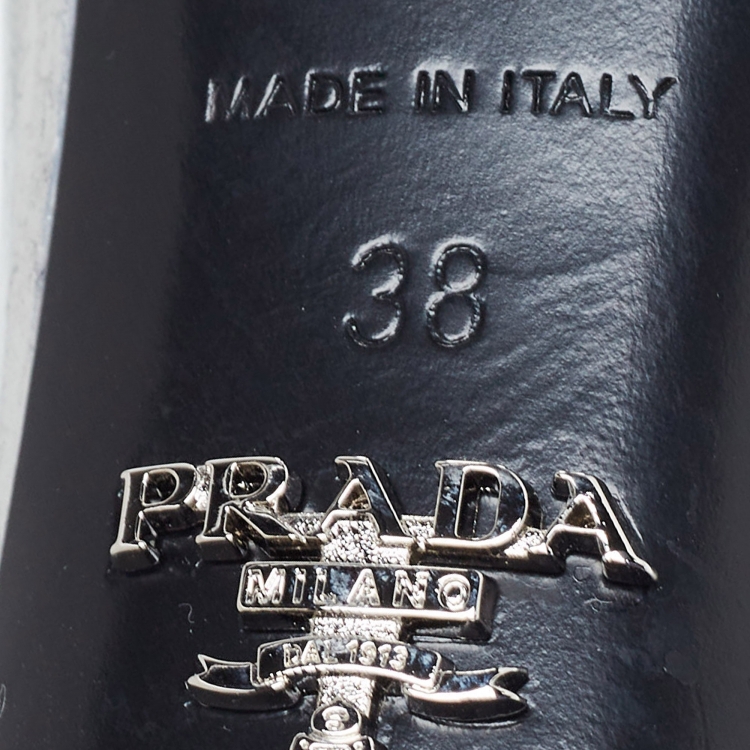 MADE IN ITALY
38
PRADA
MILANO
DAL 1913